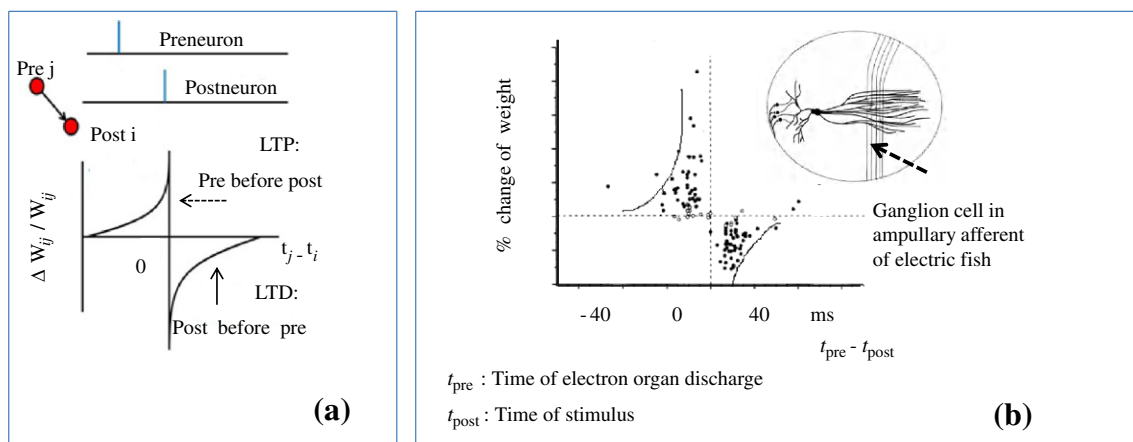 Preneuron
Pre j
Postneuron
Post i
LTP:
Pre before post
Δ W_ij / W_ij
0
t_j - t_i
LTD:
Post before pre
(a)
% change of weight
Ganglion cell in
ampullary afferent
of electric fish
-40 0 40 ms
t_pre - t_post
t_pre : Time of electron organ discharge
t_post : Time of stimulus
(b)